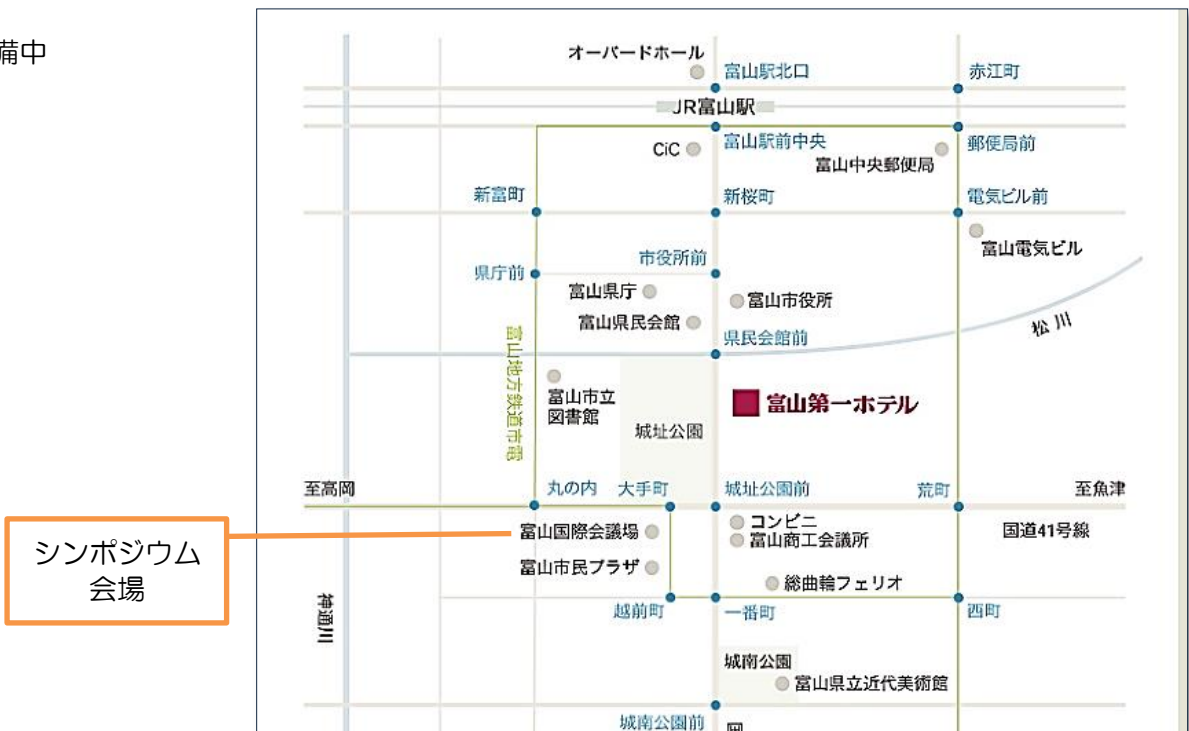 備中
オーバードホール
富山駅北口
赤江町
JR富山駅
富山駅前中央
郵便局前
CiC
富山中央郵便局
新富町
新桜町
電気ビル前
富山電気ビル
市役所前
県庁前
富山県庁
富山市役所
富山県民会館
松川
県民会館前
富山地方鉄道市電
富山市立
図書館
富山第一ホテル
城址公園
至高岡
丸の内
大手町
城址公園前
荒町
至魚津
シンポジウム
会場
富山国際会議場
コンビニ
富山商工会議所
国道41号線
富山市民プラザ
総曲輪フェリオ
神通川
越前町
一番町
西町
城南公園
富山県立近代美術館
城南公園前